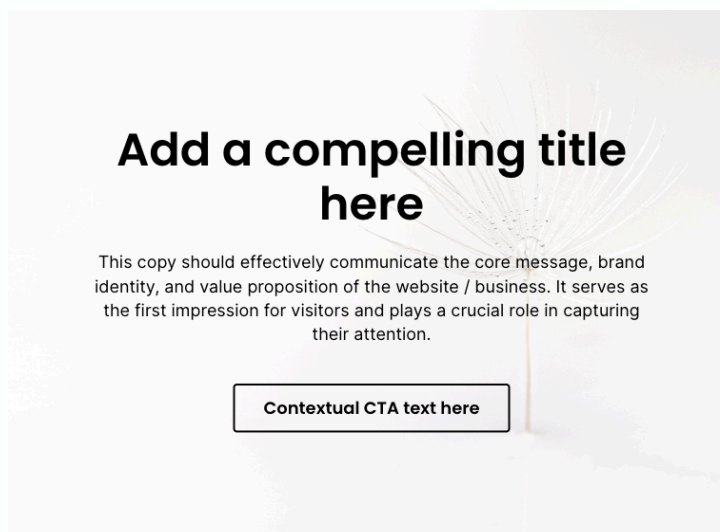 Add a compelling title
here
This copy should effectively communicate the core message, brand
identity, and value proposition of the website / business. It serves as
the first impression for visitors and plays a crucial role in capturing
their attention.
Contextual CTA text here